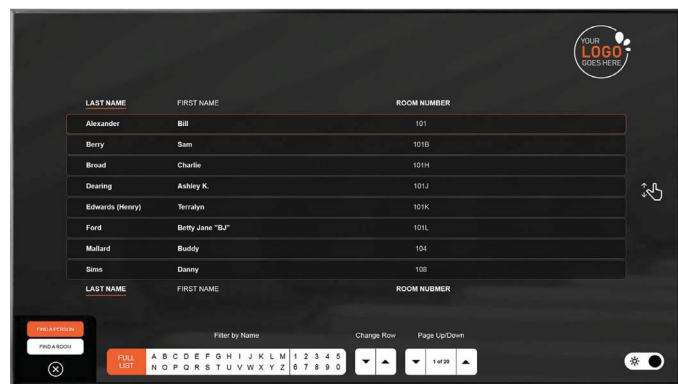 YOUR
LOGO
GOES HERE
LAST NAME FIRST NAME ROOM NUMBER
Alexander Bill 101
Berry Sam 101B
Broad Charlie 101H
Dearing Ashley K. 101J
Edwards (Henry) Terralyn 101K
Ford Betty Jane "BJ" 101L
Mallard Buddy 104
Sims Danny 108
LAST NAME FIRST NAME ROOM NUBMER
FIND A PERSON
FIND A ROOM
Filter by Name Change Row Page Up/Down
FULL LIST
A B C D E F G H I J K L M 1 2 3 4 5
N O P Q R S T U V W X Y Z 6 7 8 9 0
1 of 20